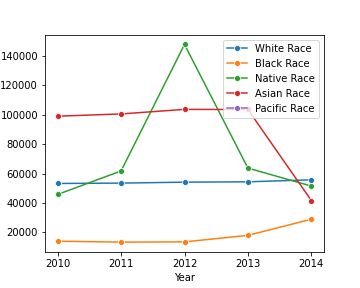 White Race
Black Race
Native Race
Asian Race
Pacific Race
140000
120000
100000
80000
60000
40000
20000
2010 2011 2012 2013 2014
Year